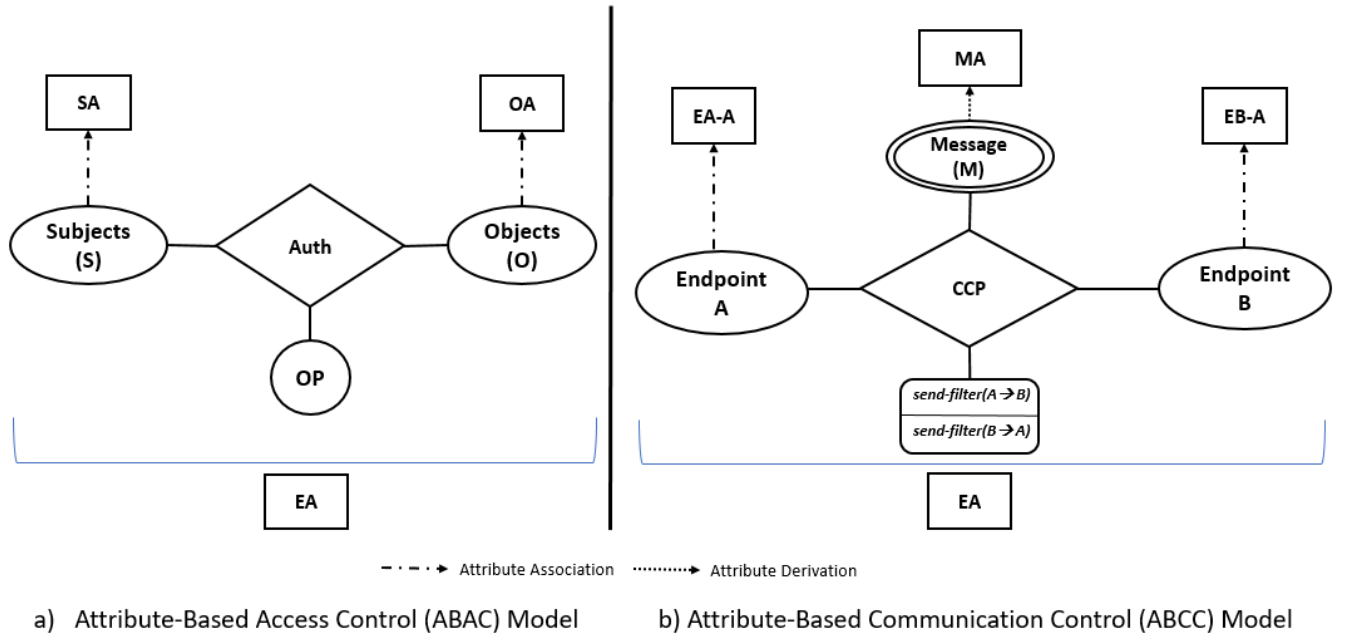 SA
OA
Subjects
(S)
Auth
Objects
(O)
OP
EA
MA
EA-A
EB-A
Message
(M)
Endpoint
A
CCP
Endpoint
B
send-filter(A→B)
send-filter(B→A)
EA
Attribute Association
Attribute Derivation
a) Attribute-Based Access Control (ABAC) Model
b) Attribute-Based Communication Control (ABCC) Model